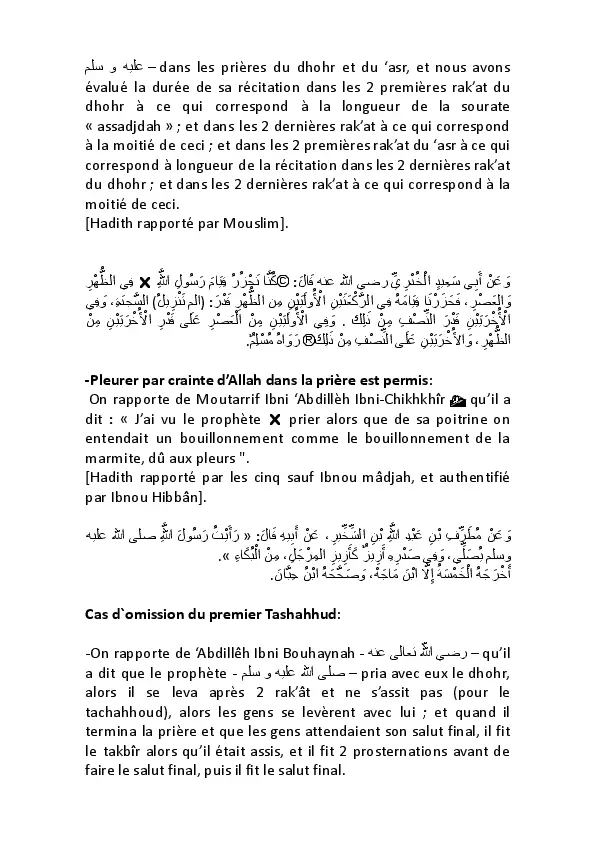 عليه و سلم – dans les prières du dhohr et du ‘asr, et nous avons
évalué la durée de sa récitation dans les 2 premières rak’at du
dhohr à ce qui correspond à la longueur de la sourate
« assadjdah » ; et dans les 2 dernières rak’at à ce qui correspond
à la moitié de ceci ; et dans les 2 premières rak’at du ‘asr à ce qui
correspond à longueur de la récitation dans les 2 dernières rak’at
du dhohr ; et dans les 2 dernières rak’at à ce qui correspond à la
moitié de ceci.
[Hadith rapporté par Mouslim].
وَعَنْ أَبِي سَعِيدٍ الْخُدْرِيِّ رضي الله عنه قَالَ: ©كُنَّا نَحْزُرُ قِيَامَ رَسُولِ اللَّهِ × فِي الظُّهْرِ
وَالْعَصْرِ ، فَحَزَرْنَا قِيَامَهُ فِي الرَّكْعَتَيْنِ الْأُولَيَيْنِ مِن الظُّهْرِ قَدْرَ: (الم تَنْزِيلُ) السَّجْدَةِ، وَفِي
الْأُخْرَيَيْنِ قَدْرَ النِّصْفِ مِنْ ذَلِكَ . وَفِي الْأُولَيَيْنِ مِنْ الْعَصْرِ عَلَى قَدْرِ الْأُخْرَيَيْنِ مِنْ
الظُّهْرِ ، وَالْأُخْرَيَيْنِ عَلَى النِّصْفِ مِنْ ذَلِكَ® رَوَاهُ مُسْلِمٌ.
-Pleurer par crainte d’Allah dans la prière est permis:
On rapporte de Moutarrif Ibni ‘Abdillèh Ibni-Chikhkhîr qu’il a
dit : « J’ai vu le prophète × prier alors que de sa poitrine on
entendait un bouillonnement comme le bouillonnement de la
marmite, dû aux pleurs ".
[Hadith rapporté par les cinq sauf Ibnou mâdjah, et authentifié
par Ibnou Hibbân].
وَعَنْ مُطَرِّفِ بْنِ عَبْدِ اللَّهِ بْنِ الشِّخِّيرِ ، عَنْ أَبِيهِ قَالَ: « رَأَيْتُ رَسُولَ اللَّهِ صلى الله عليه
وسلم يُصَلِّي، وَفِي صَدْرِهِ أَزِيزٌ كَأَزِيزِ الْمِرْجَلِ، مِنْ الْبُكَاءِ ».
أَخْرَجَهُ الْخَمْسَةُ إِلَّا ابْنَ مَاجَهْ، وَصَحَّحَهُ ابْنُ حِبَّانَ.
Cas d`omission du premier Tashahhud:
-On rapporte de ‘Abdillêh Ibni Bouhaynah - رضي الله تعالى عنه – qu’il
a dit que le prophète - صلى الله عليه و سلم – pria avec eux le dhohr,
alors il se leva après 2 rak’ât et ne s’assit pas (pour le
tachahhoud), alors les gens se levèrent avec lui ; et quand il
termina la prière et que les gens attendaient son salut final, il fit
le takbîr alors qu’il était assis, et il fit 2 prosternations avant de
faire le salut final, puis il fit le salut final.